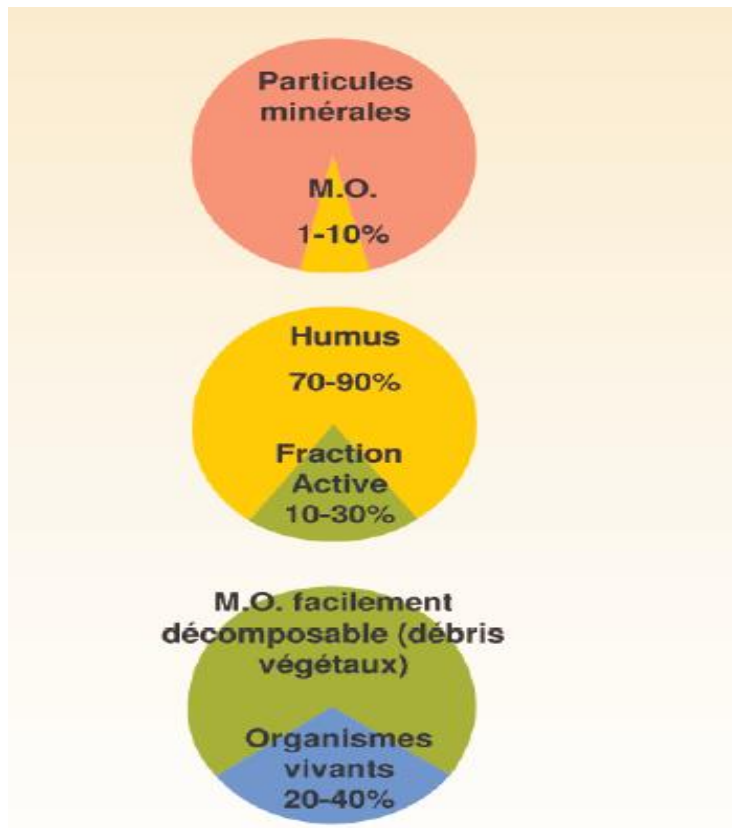 Particules
minérales
M.O.
1-10%
Humus
70-90%
Fraction
Active
10-30%
M.O. facilement
décomposable (débris
végétaux)
Organismes
vivants
20-40%